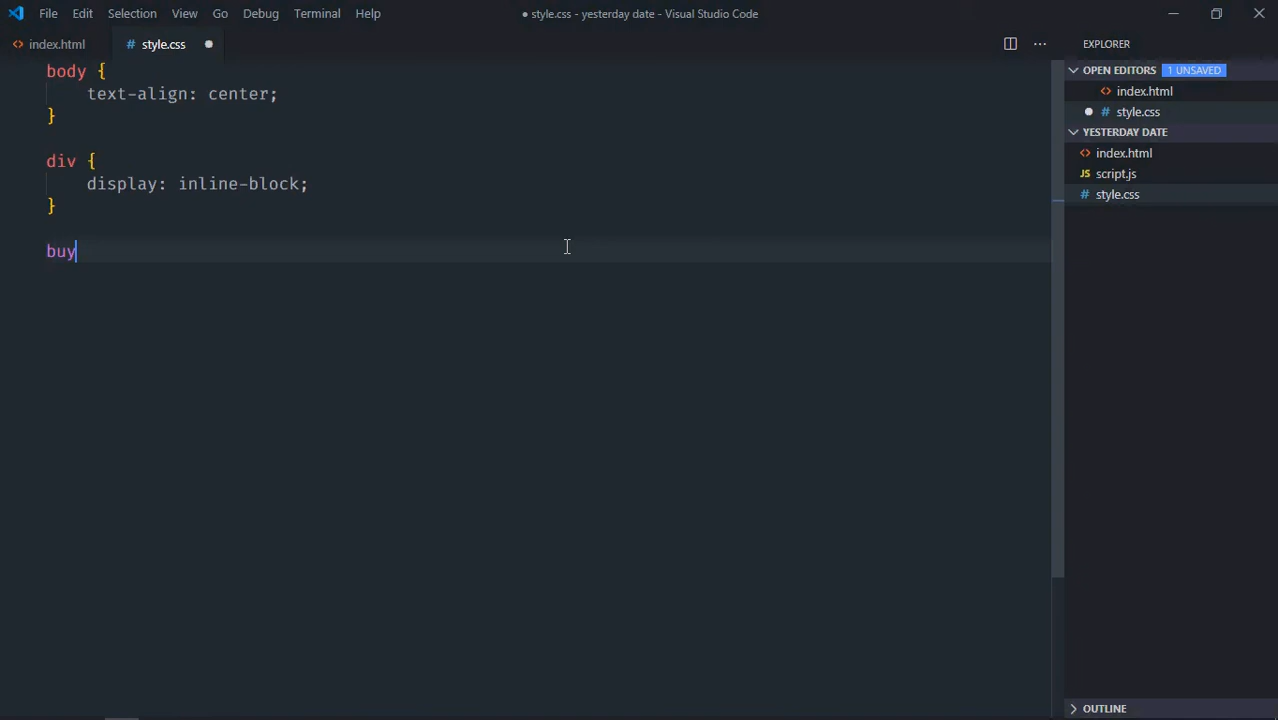 File Edit Selection View Go Debug Terminal Help
● style.css - yesterday date - Visual Studio Code
<> index.html
# style.css ●
body {
text-align: center;
}
div {
display: inline-block;
}
buy
EXPLORER
OPEN EDITORS 1 UNSAVED
<> index.html
● # style.css
YESTERDAY DATE
<> index.html
JS script.js
# style.css
OUTLINE